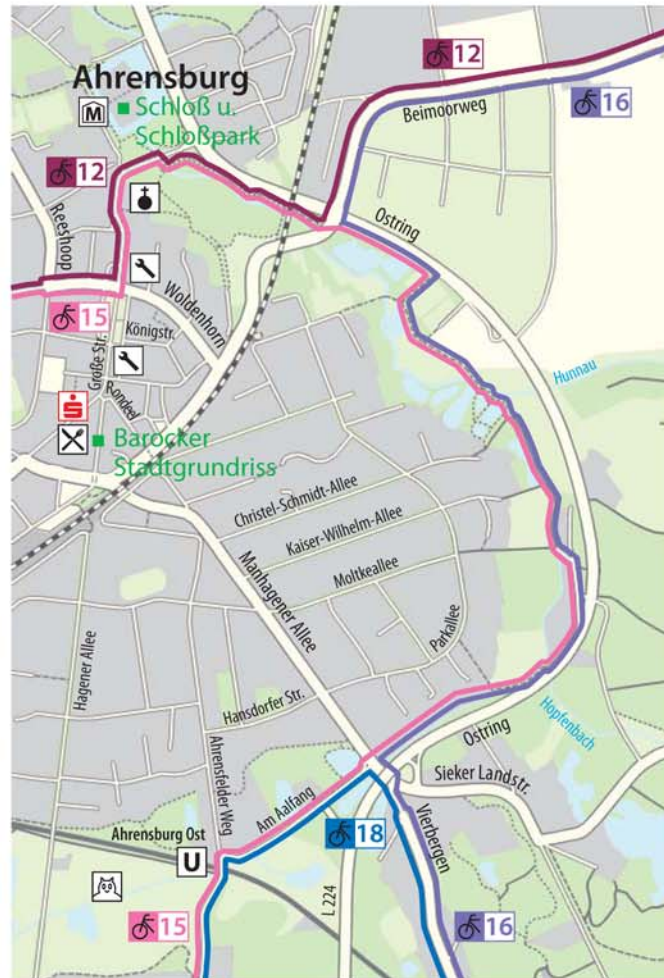 12
Ahrensburg
16
M
Schloß u.
Schloßpark
Beimoorweg
12
Reeshoop
Ostring
Woldenhorn
15
Königstr.
Große Str.
Hunnau
Rondeel
S
Barocker
Stadtgrundriss
Christel-Schmidt-Allee
Kaiser-Wilhelm-Allee
Moltkeallee
Manhagener Allee
Parkallee
Hagener Allee
Hansdorfer Str.
Hopfenbach
Ostring
Ahrensfelder Weg
Sieker Landstr.
Am Aalfang
Vierbergen
18
Ahrensburg Ost
U
L 224
15
16